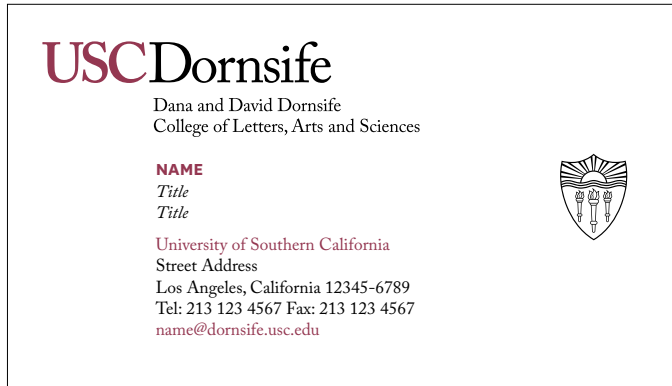 USCDornsife
Dana and David Dornsife
College of Letters, Arts and Sciences
NAME
Title
Title
University of Southern California
Street Address
Los Angeles, California 12345-6789
Tel: 213 123 4567 Fax: 213 123 4567
name@dornsife.usc.edu